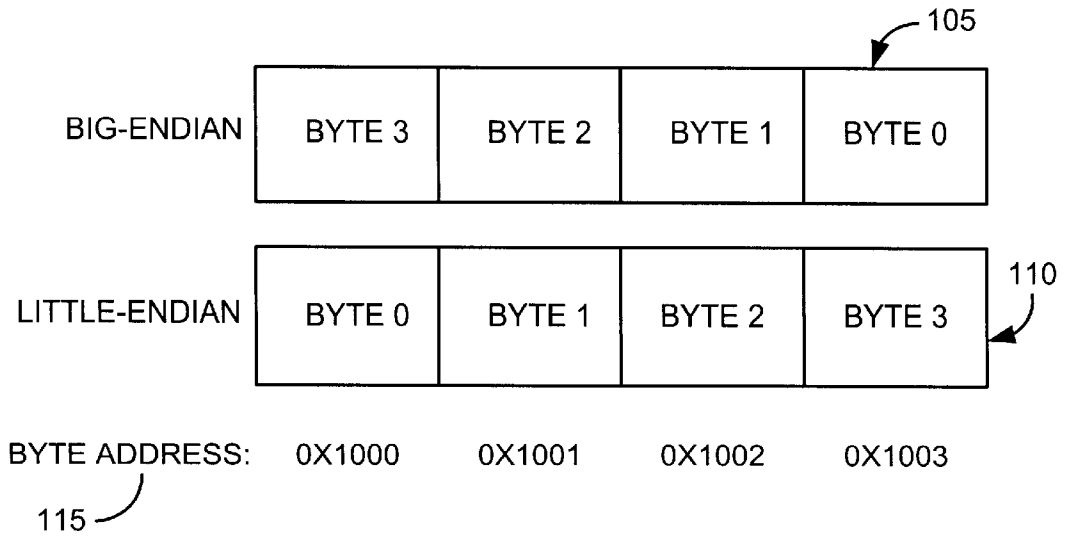 105
BIG-ENDIAN BYTE 3 BYTE 2 BYTE 1 BYTE 0
110
LITTLE-ENDIAN BYTE 0 BYTE 1 BYTE 2 BYTE 3
BYTE ADDRESS: 0X1000 0X1001 0X1002 0X1003
115